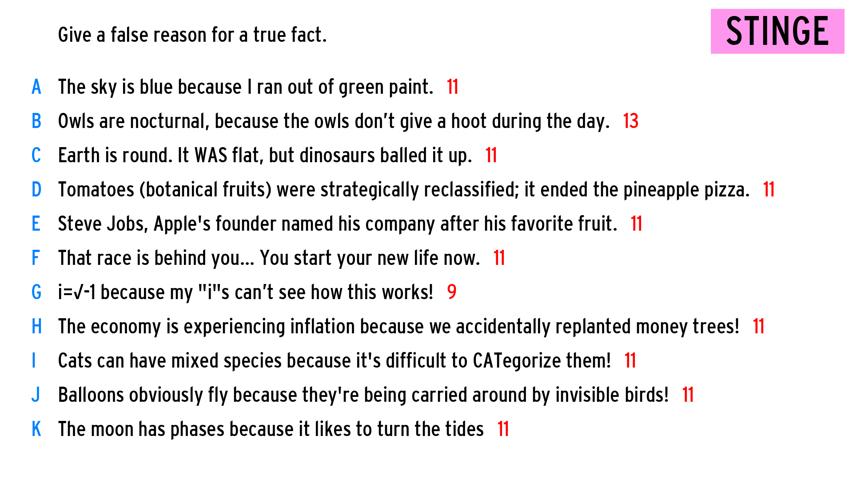 Give a false reason for a true fact.
STINGE
A The sky is blue because I ran out of green paint. 11
B Owls are nocturnal, because the owls don’t give a hoot during the day. 13
C Earth is round. It WAS flat, but dinosaurs balled it up. 11
D Tomatoes (botanical fruits) were strategically reclassified; it ended the pineapple pizza. 11
E Steve Jobs, Apple's founder named his company after his favorite fruit. 11
F That race is behind you... You start your new life now. 11
G i=√-1 because my "i"s can’t see how this works! 9
H The economy is experiencing inflation because we accidentally replanted money trees! 11
I Cats can have mixed species because it's difficult to CATegorize them! 11
J Balloons obviously fly because they're being carried around by invisible birds! 11
K The moon has phases because it likes to turn the tides 11